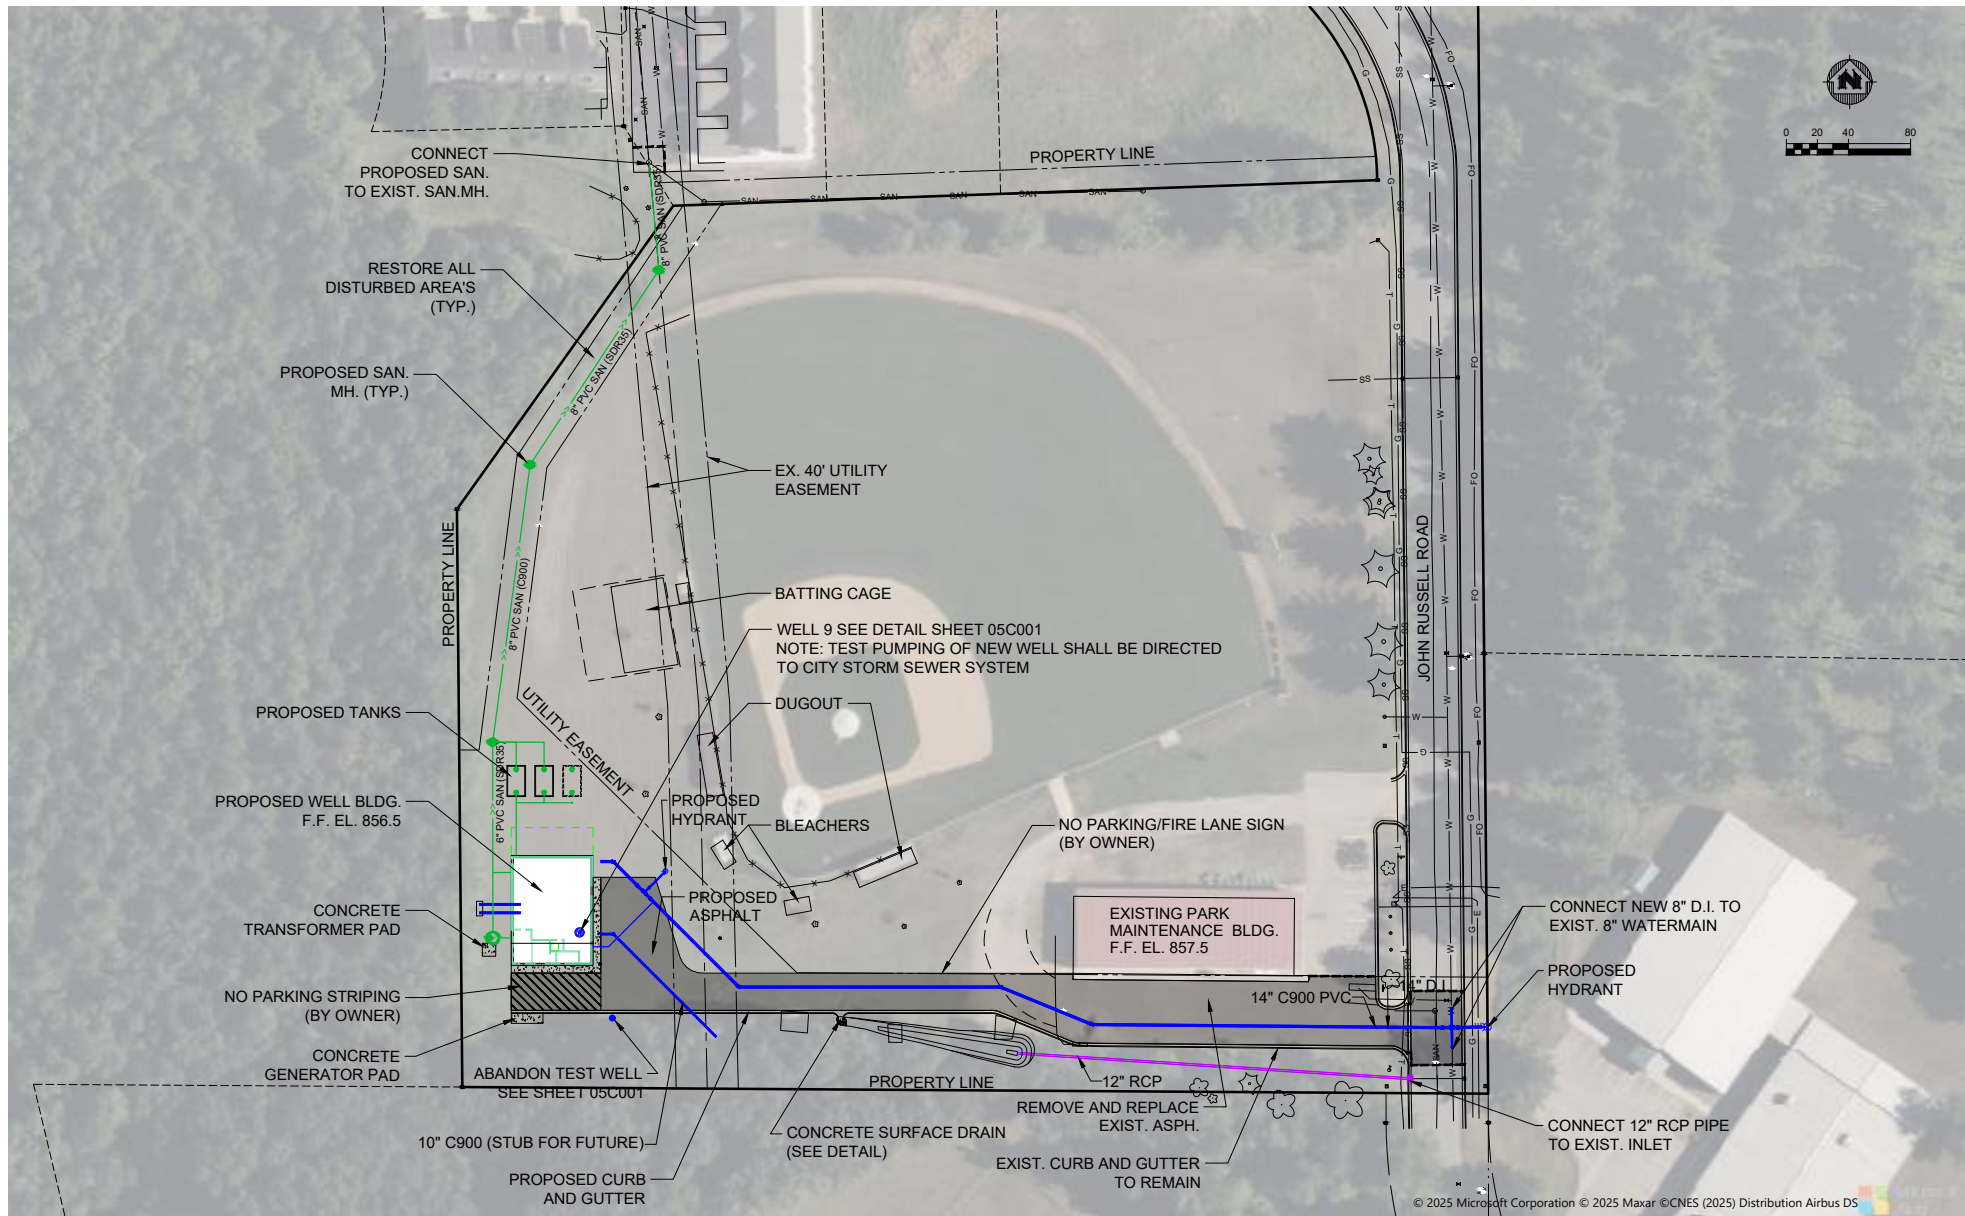 N
0 20 40 80
CONNECT
PROPOSED SAN.
TO EXIST. SAN.MH.
PROPERTY LINE
RESTORE ALL
DISTURBED AREA'S
(TYP.)
8" PVC SAN (SDR35)
8" PVC SAN (SDR35)
PROPOSED SAN.
MH. (TYP.)
EX. 40' UTILITY
EASEMENT
JOHN RUSSELL ROAD
PROPERTY LINE
8" PVC SAN (C900)
BATTING CAGE
WELL 9 SEE DETAIL SHEET 05C001
NOTE: TEST PUMPING OF NEW WELL SHALL BE DIRECTED
TO CITY STORM SEWER SYSTEM
DUGOUT
UTILITY EASEMENT
PROPOSED TANKS
6" PVC SAN (SDR35)
PROPOSED WELL BLDG.
F.F. EL. 856.5
PROPOSED
HYDRANT
BLEACHERS
NO PARKING/FIRE LANE SIGN
(BY OWNER)
PROPOSED
ASPHALT
CONCRETE
TRANSFORMER PAD
EXISTING PARK
MAINTENANCE BLDG.
F.F. EL. 857.5
CONNECT NEW 8" D.I. TO
EXIST. 8" WATERMAIN
PROPOSED
HYDRANT
14" D.I.
14" C900 PVC
NO PARKING STRIPING
(BY OWNER)
CONCRETE
GENERATOR PAD
ABANDON TEST WELL
SEE SHEET 05C001
PROPERTY LINE
12" RCP
REMOVE AND REPLACE
EXIST. ASPH.
CONNECT 12" RCP PIPE
TO EXIST. INLET
10" C900 (STUB FOR FUTURE)
CONCRETE SURFACE DRAIN
(SEE DETAIL)
EXIST. CURB AND GUTTER
TO REMAIN
PROPOSED CURB
AND GUTTER
SAN SAN SAN SAN SAN SAN
© 2025 Microsoft Corporation © 2025 Maxar ©CNES (2025) Distribution Airbus DS